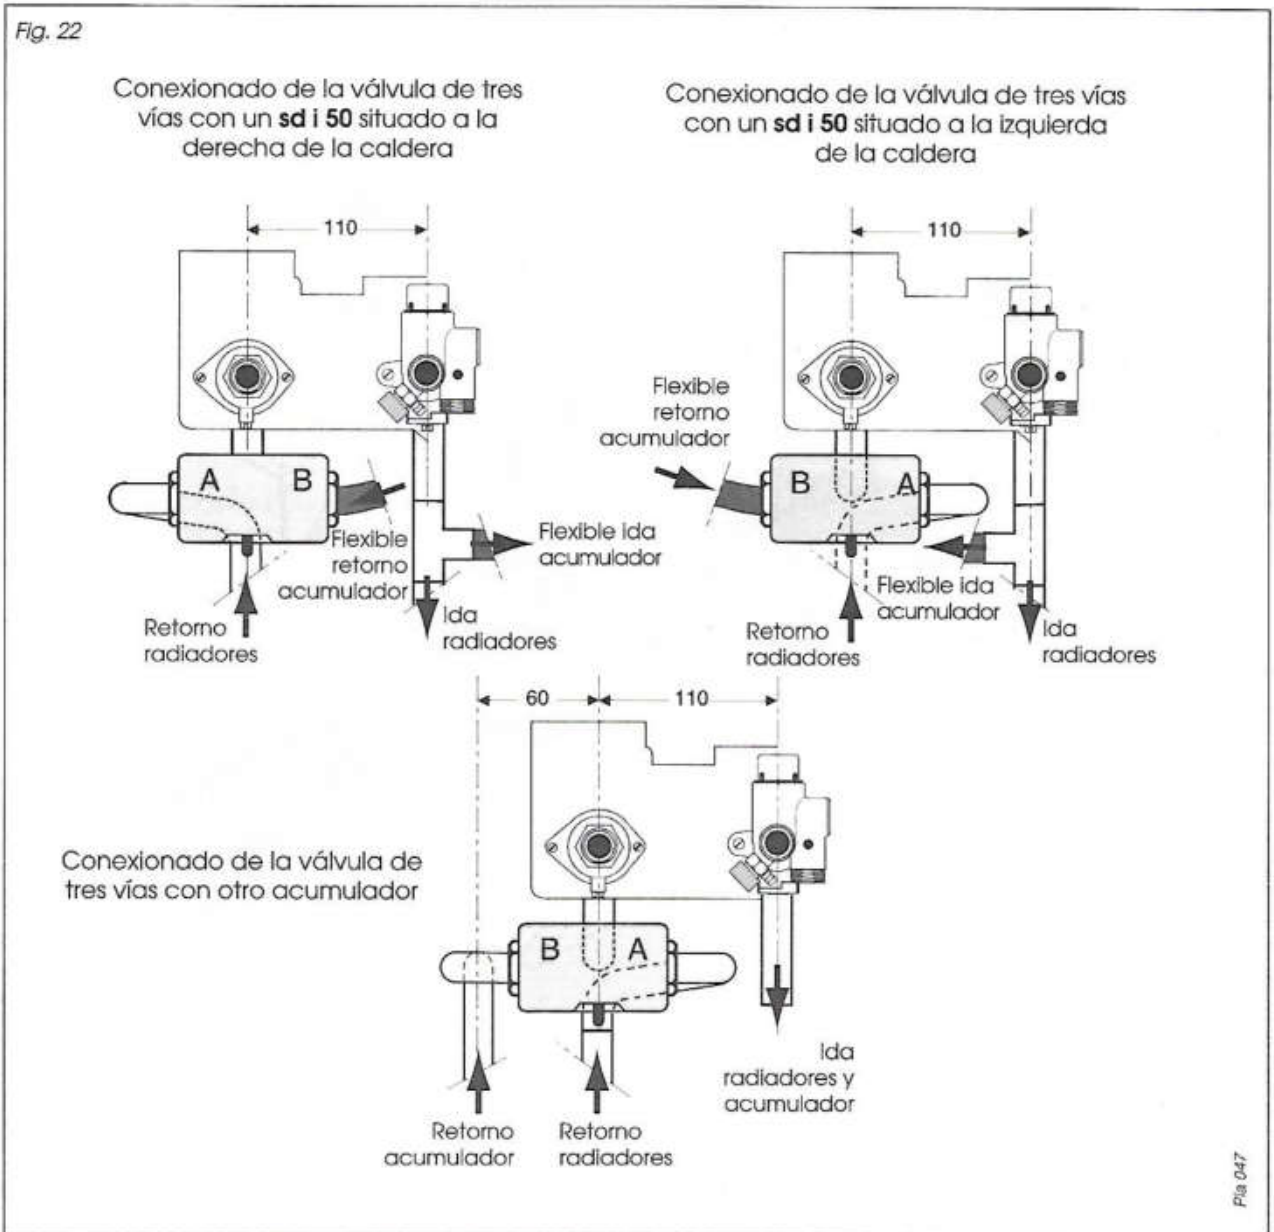 Fig. 22
Conexionado de la válvula de tres
vías con un sd i 50 situado a la
derecha de la caldera
110
A
B
Flexible
retorno
acumulador
Flexible ida
acumulador
Retorno
radiadores
Ida
radiadores
Conexionado de la válvula de tres vías
con un sd i 50 situado a la izquierda
de la caldera
110
Flexible
retorno
acumulador
B
A
Flexible ida
acumulador
Retorno
radiadores
Ida
radiadores
60
110
Conexionado de la válvula de
tres vías con otro acumulador
B
A
Ida
radiadores y
acumulador
Retorno
acumulador
Retorno
radiadores
Pla 047